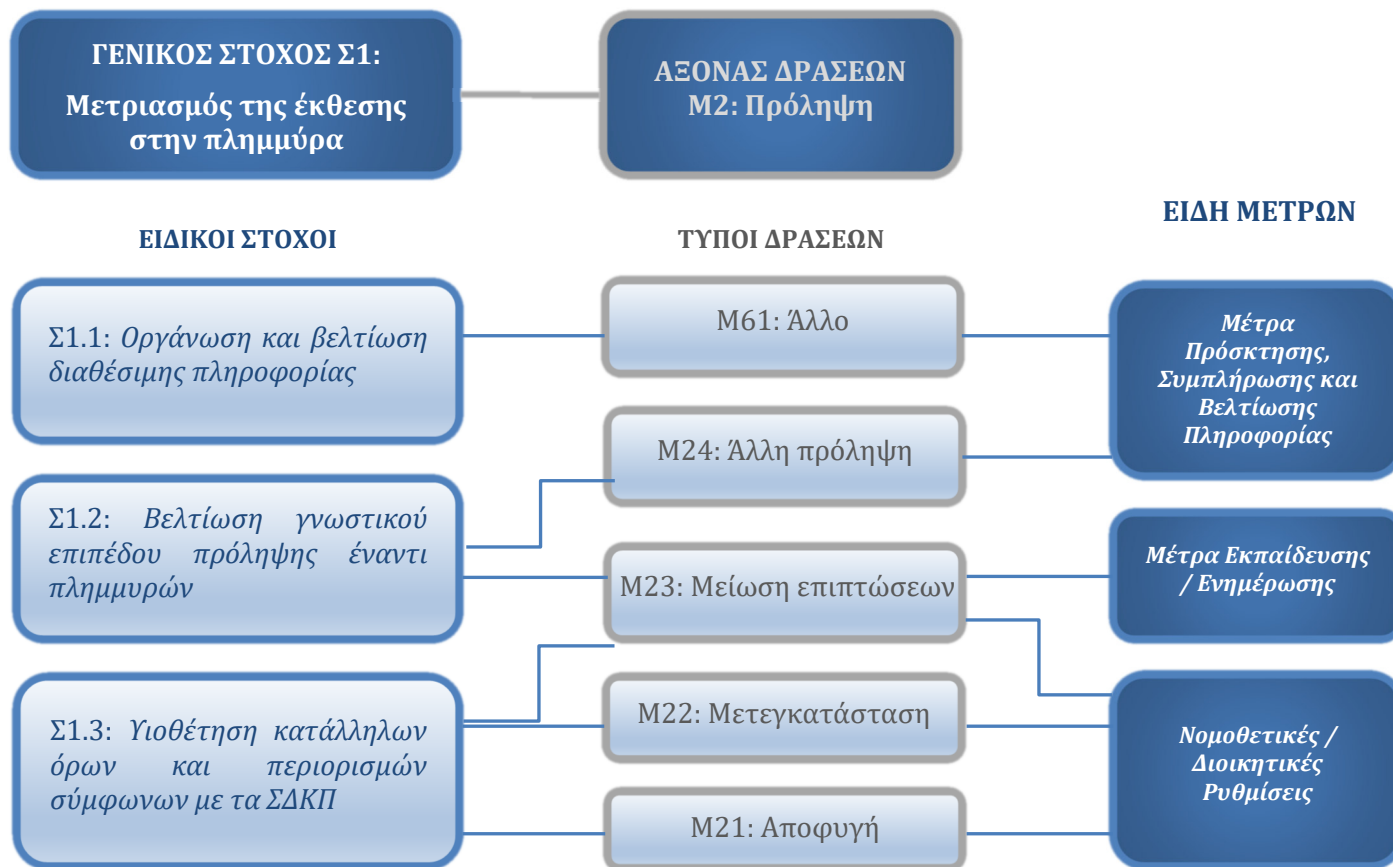 ΓΕΝΙΚΟΣ ΣΤΟΧΟΣ Σ1:
Μετριασμός της έκθεσης
στην πλημμύρα
ΑΞΟΝΑΣ ΔΡΑΣΕΩΝ
Μ2: Πρόληψη
ΕΙΔΙΚΟΙ ΣΤΟΧΟΙ
ΤΥΠΟΙ ΔΡΑΣΕΩΝ
ΕΙΔΗ ΜΕΤΡΩΝ
Σ1.1: Οργάνωση και βελτίωση
διαθέσιμης πληροφορίας
Σ1.2: Βελτίωση γνωστικού
επιπέδου πρόληψης έναντι
πλημμυρών
Σ1.3: Υιοθέτηση κατάλληλων
όρων και περιορισμών
σύμφωνων με τα ΣΔΚΠ
Μ61: Άλλο
Μ24: Άλλη πρόληψη
Μ23: Μείωση επιπτώσεων
Μ22: Μετεγκατάσταση
Μ21: Αποφυγή
Μέτρα
Πρόσκτησης,
Συμπλήρωσης και
Βελτίωσης
Πληροφορίας
Μέτρα Εκπαίδευσης
/ Ενημέρωσης
Νομοθετικές /
Διοικητικές
Ρυθμίσεις